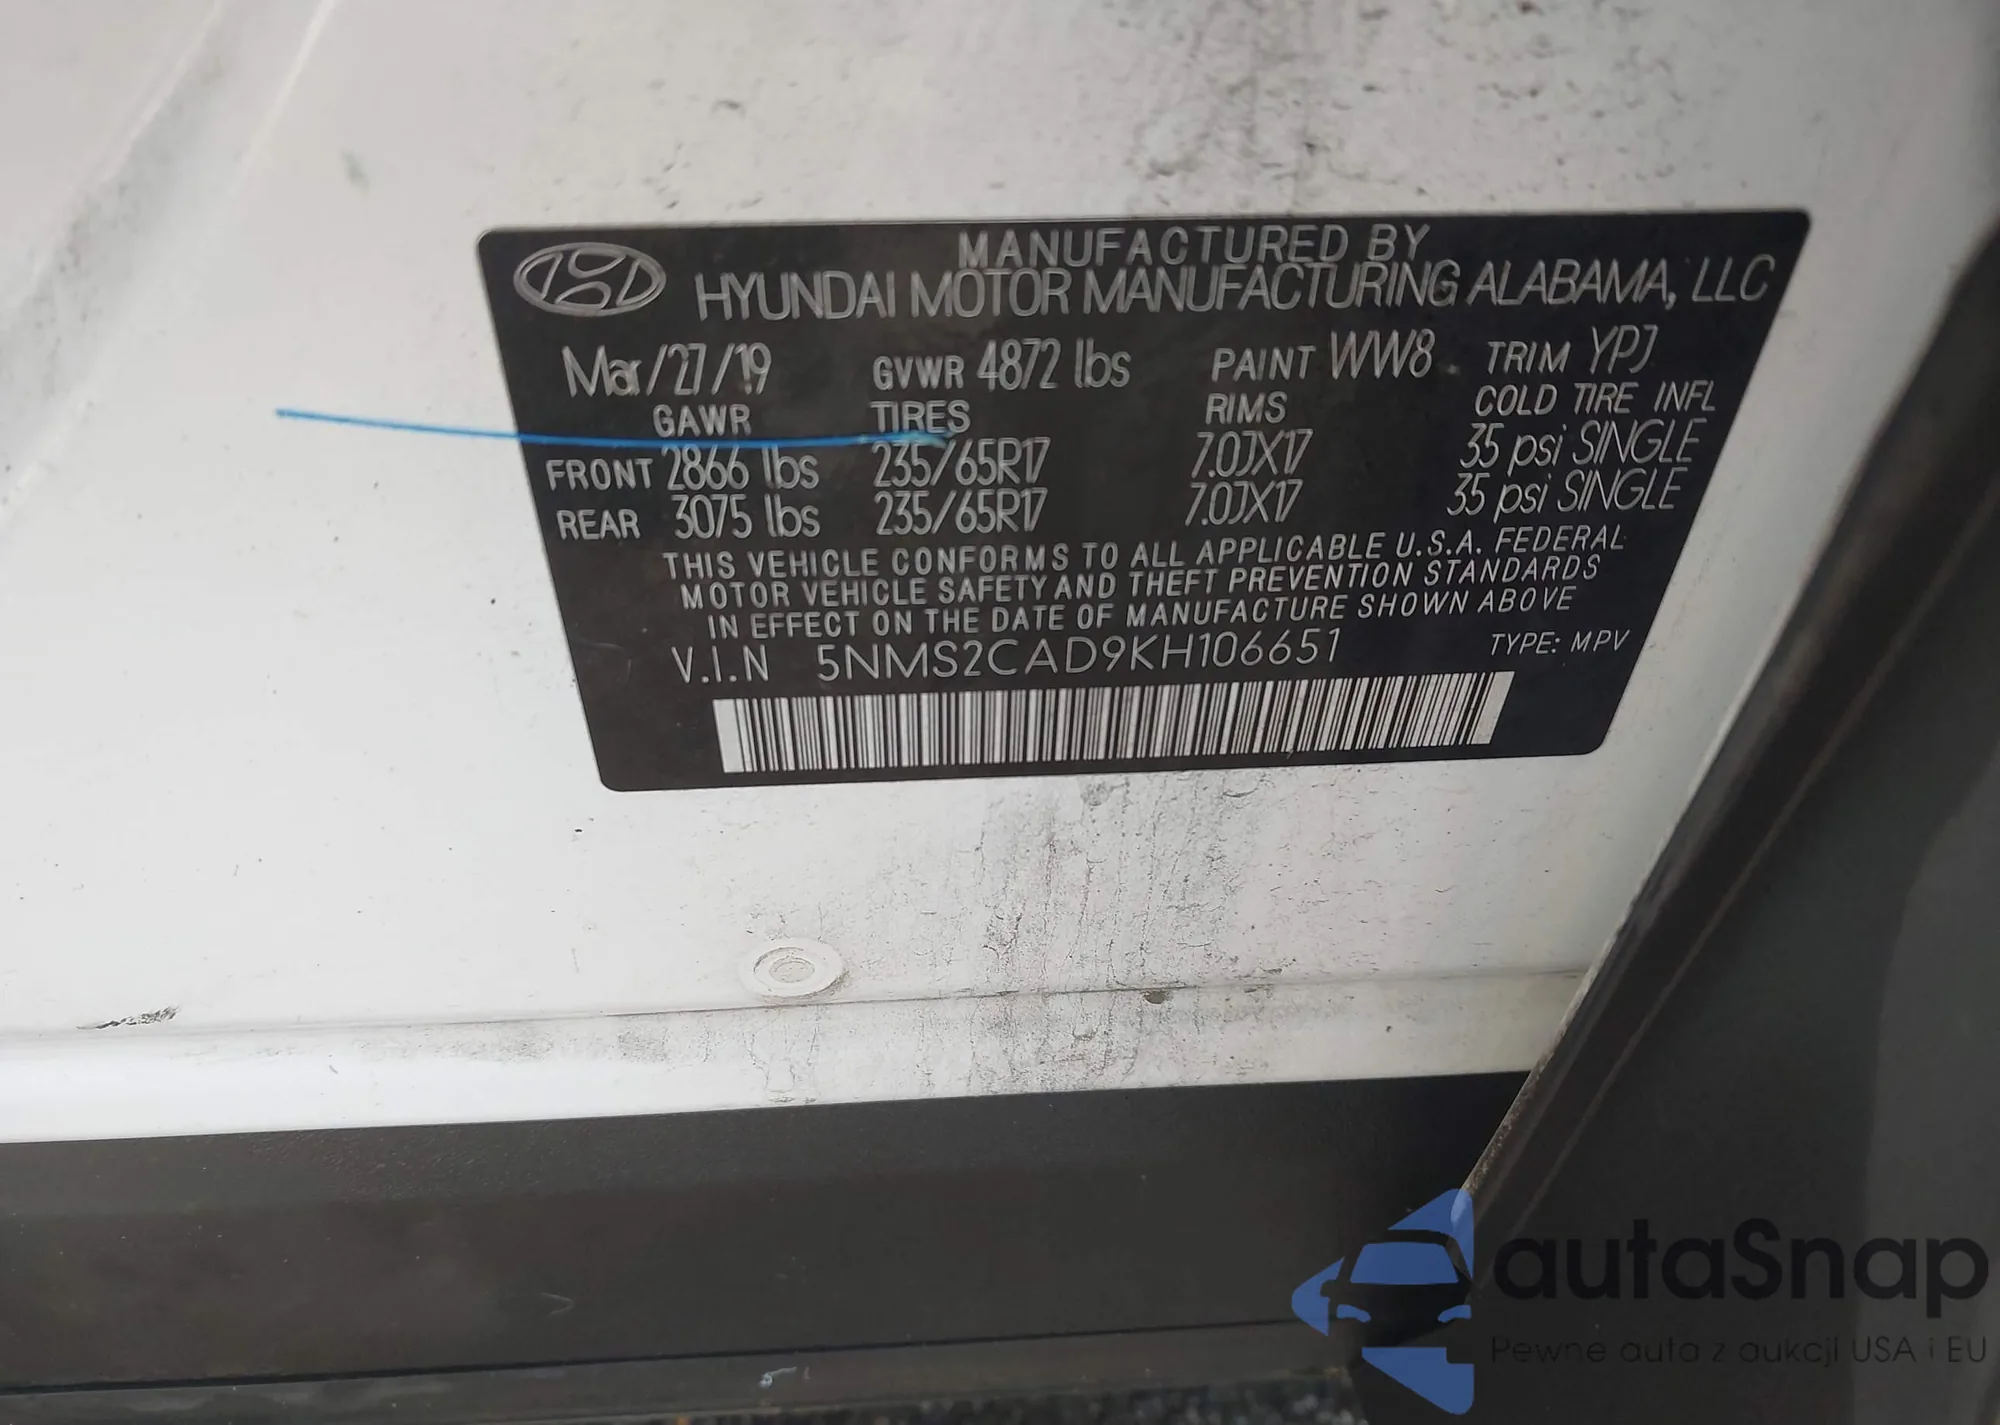 MANUFACTURED BY
HYUNDAI MOTOR MANUFACTURING ALABAMA, LLC
Mar/27/19 GVWR 4872 lbs PAINT WW8 TRIM YPJ
GAWR TIRES RIMS COLD TIRE INFL
FRONT 2866 lbs 235/65R17 7.0JX17 35 psi SINGLE
REAR 3075 lbs 235/65R17 7.0JX17 35 psi SINGLE
THIS VEHICLE CONFORMS TO ALL APPLICABLE U.S.A. FEDERAL
MOTOR VEHICLE SAFETY AND THEFT PREVENTION STANDARDS
IN EFFECT ON THE DATE OF MANUFACTURE SHOWN ABOVE
V.I.N 5NMS2CAD9KH106651 TYPE: MPV
autaSnap
Pewne auta z aukcji USA i EU